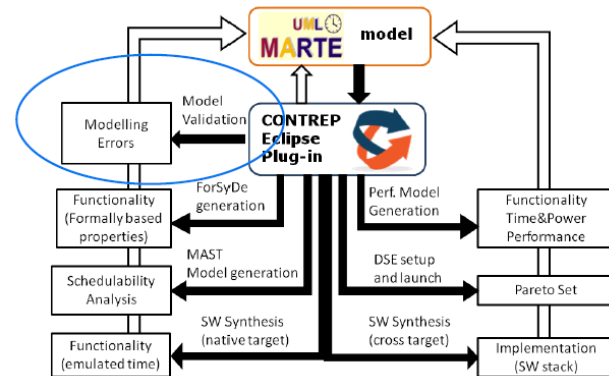 UML
MARTE
model
Model
Validation
Modelling
Errors
CONTREP
Eclipse
Plug-in
ForSyDe
generation
Perf. Model
Generation
Functionality
(Formally based
properties)
Functionality
Time&Power
Performance
MAST
Model generation
DSE setup
and launch
Schedulability
Analysis
Pareto Set
SW Synthesis
(native target)
SW Synthesis
(cross target)
Functionality
(emulated time)
Implementation
(SW stack)